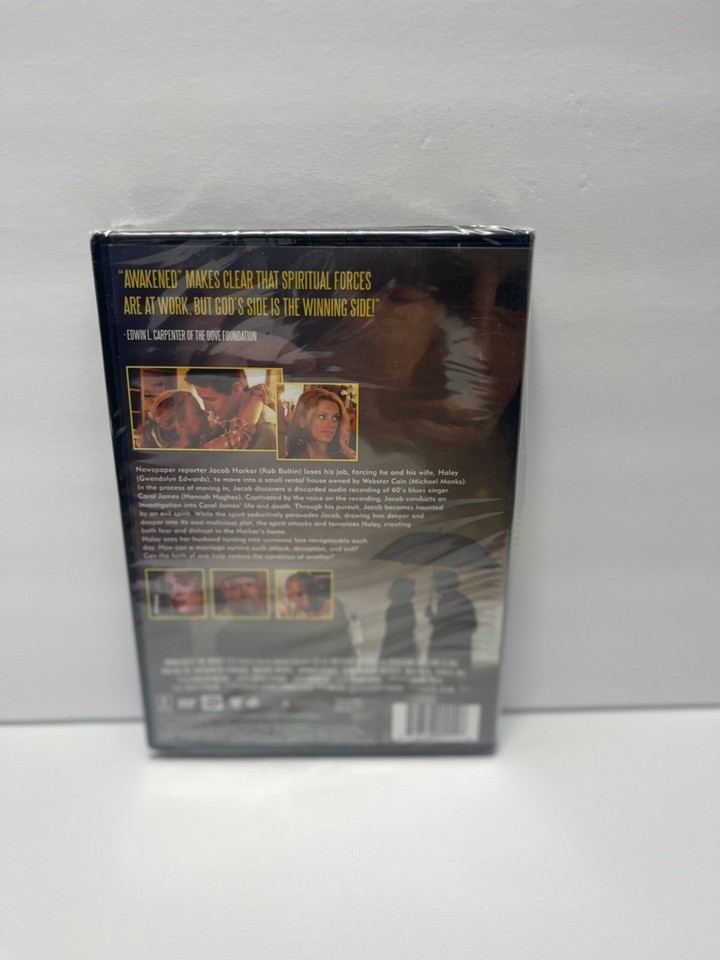 "AWAKENED" MAKES CLEAR THAT SPIRITUAL FORCES
ARE AT WORK, BUT GOD'S SIDE IS THE WINNING SIDE!"
- EDWIN L. CARPENTER OF THE DOVE FOUNDATION
Newspaper reporter Jacob Harker (Rob Boltin) loses his job, forcing he and his wife, Haley
(Gwendolyn Edwards), to move into a small rental house owned by Webster Cain (Michael Monks).
In the process of moving in, Jacob discovers a discarded audio recording of 60's blues singer
Carol James (Hannah Hughes). Captivated by the voice on the recording, Jacob conducts an
investigation into Carol James' life and death. Through his pursuit, Jacob becomes haunted
by an evil spirit. While the spirit seductively persuades Jacob, drawing him deeper and
deeper into its own malicious plot, the spirit attacks and terrorizes Haley, creating
both fear and distrust in the Harker's home.
Haley sees her husband turning into someone less recognizable each
day. How can a marriage survive such attack, deception, and evil?
Can the faith of one help restore the condition of another?